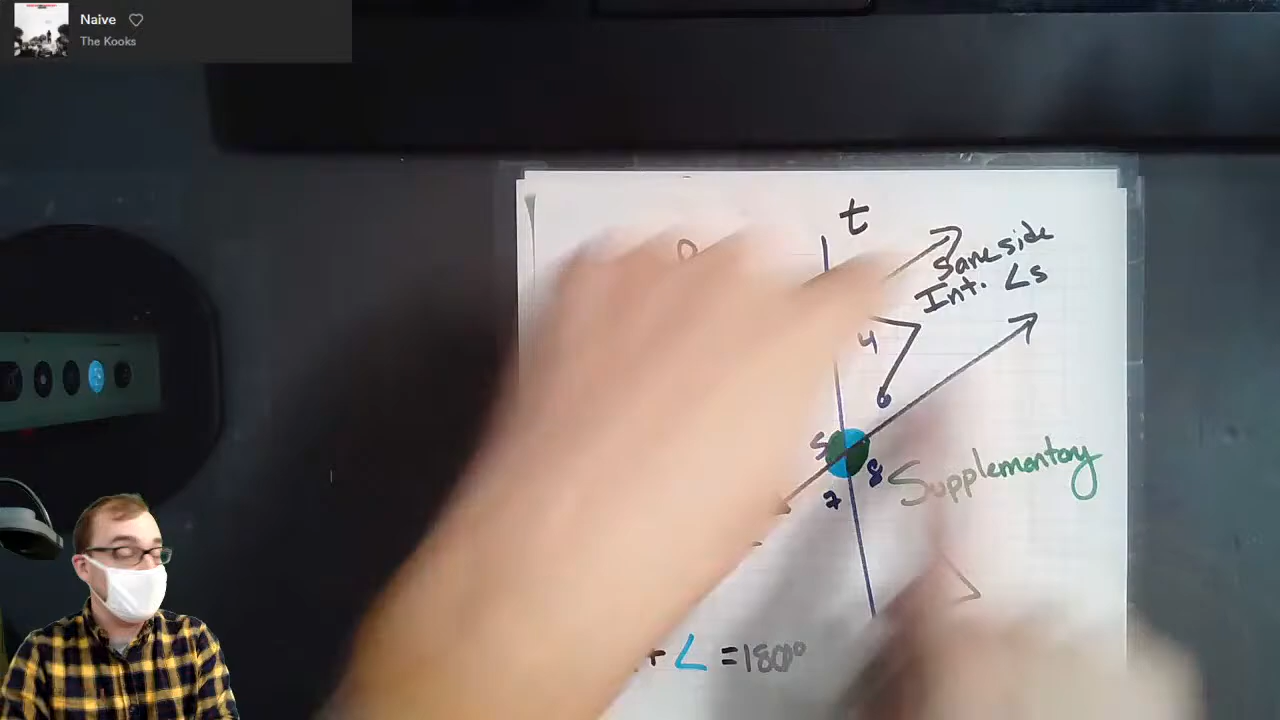 Naive
The Kooks
t
Same side
Int. ∠s
4
6
5
8
7
Supplementary
+ ∠ = 180°